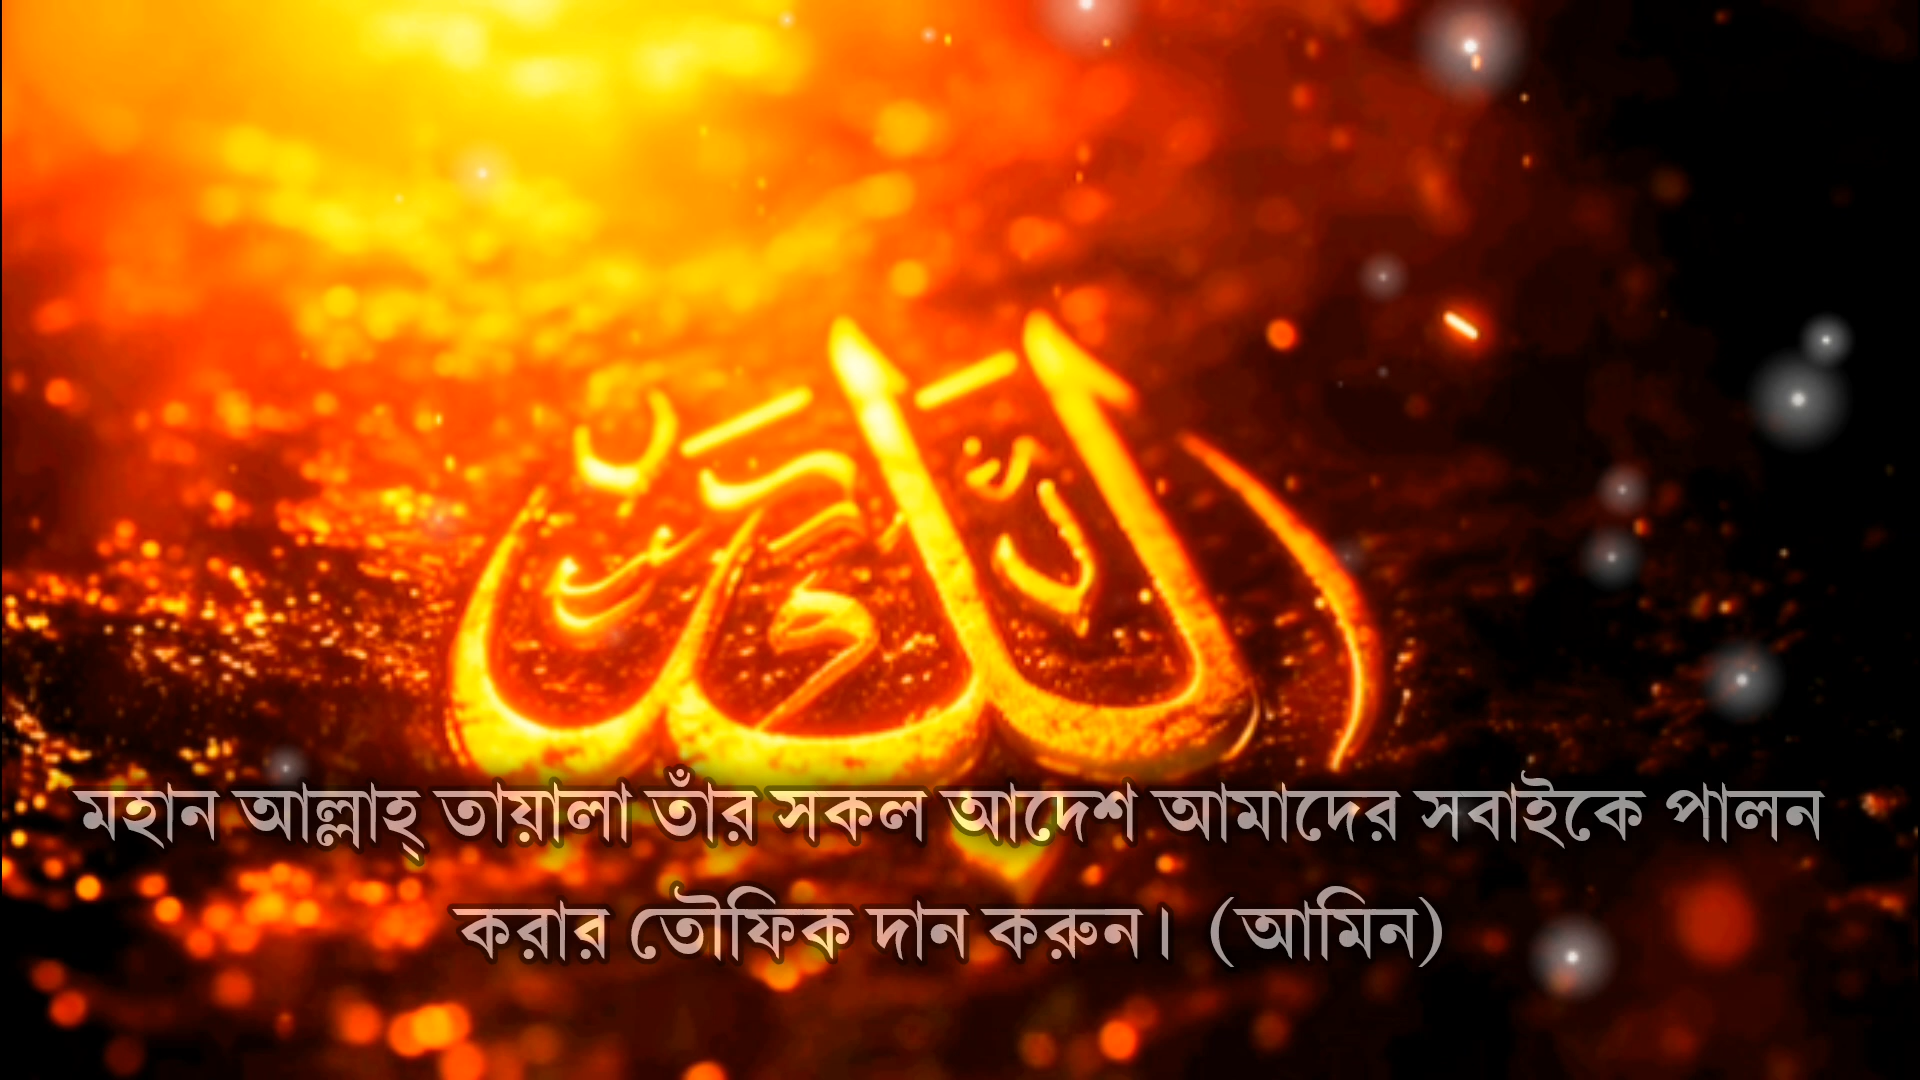 الله
মহান আল্লাহ্ তায়ালা তাঁর সকল আদেশ আমাদের সবাইকে পালন
করার তৌফিক দান করুন। (আমিন)